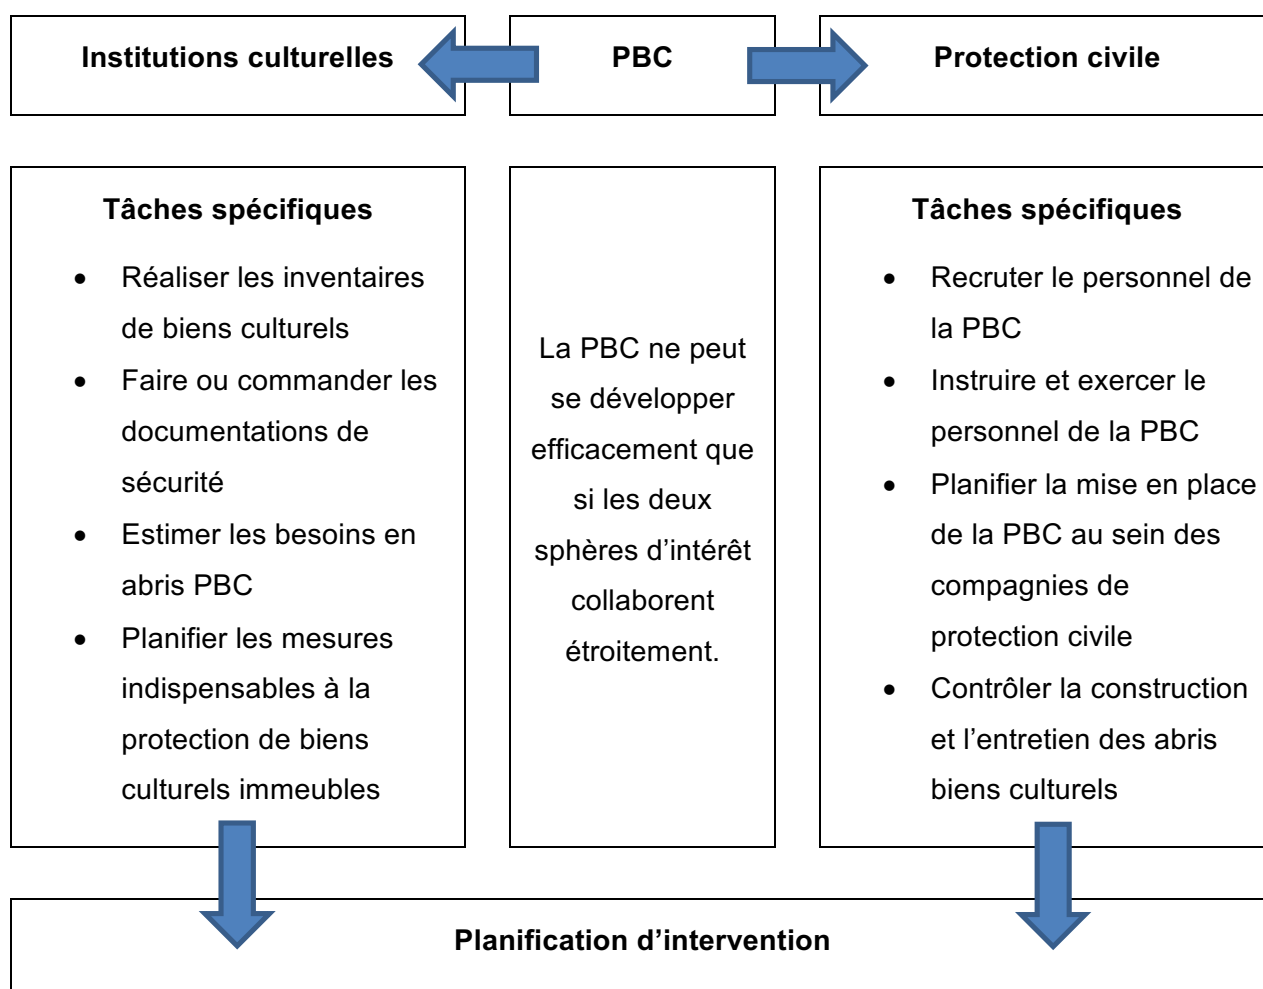 Institutions culturelles
PBC
Protection civile
Tâches spécifiques
• Réaliser les inventaires
de biens culturels
• Faire ou commander les
documentations de
sécurité
• Estimer les besoins en
abris PBC
• Planifier les mesures
indispensables à la
protection de biens
culturels immeubles
La PBC ne peut
se développer
efficacement que
si les deux
sphères d’intérêt
collaborent
étroitement.
Tâches spécifiques
• Recruter le personnel de
la PBC
• Instruire et exercer le
personnel de la PBC
• Planifier la mise en place
de la PBC au sein des
compagnies de
protection civile
• Contrôler la construction
et l’entretien des abris
biens culturels
Planification d’intervention